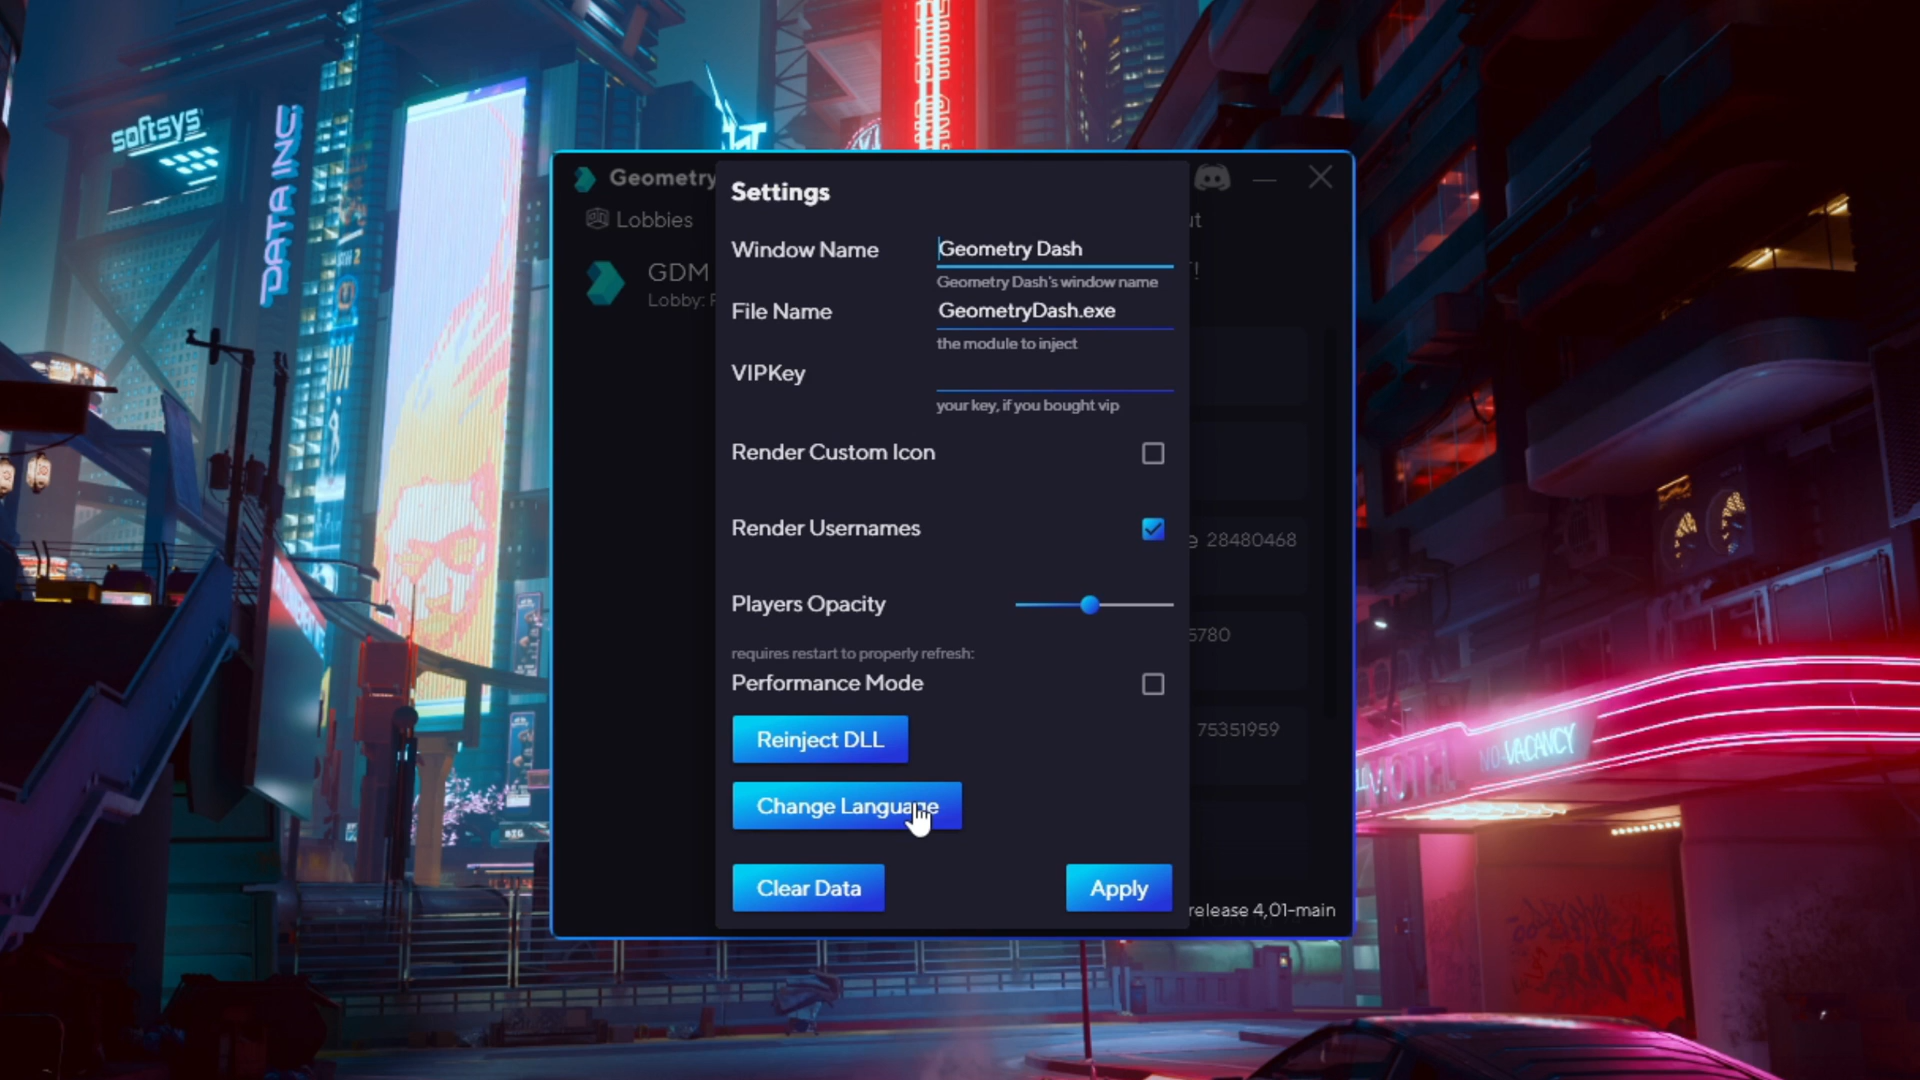 softsys
DATA INC
Geometry
Settings
Lobbies
ut
Window Name
Geometry Dash
Geometry Dash's window name
GDM
Lobby:
!
File Name
GeometryDash.exe
the module to inject
VIPKey
your key, if you bought vip
Render Custom Icon
Render Usernames
e 28480468
Players Opacity
5780
requires restart to properly refresh:
Performance Mode
75351959
Reinject DLL
Change Language
Clear Data
Apply
release 4,01-main
MOTEL
NO-VACANCY
BIG